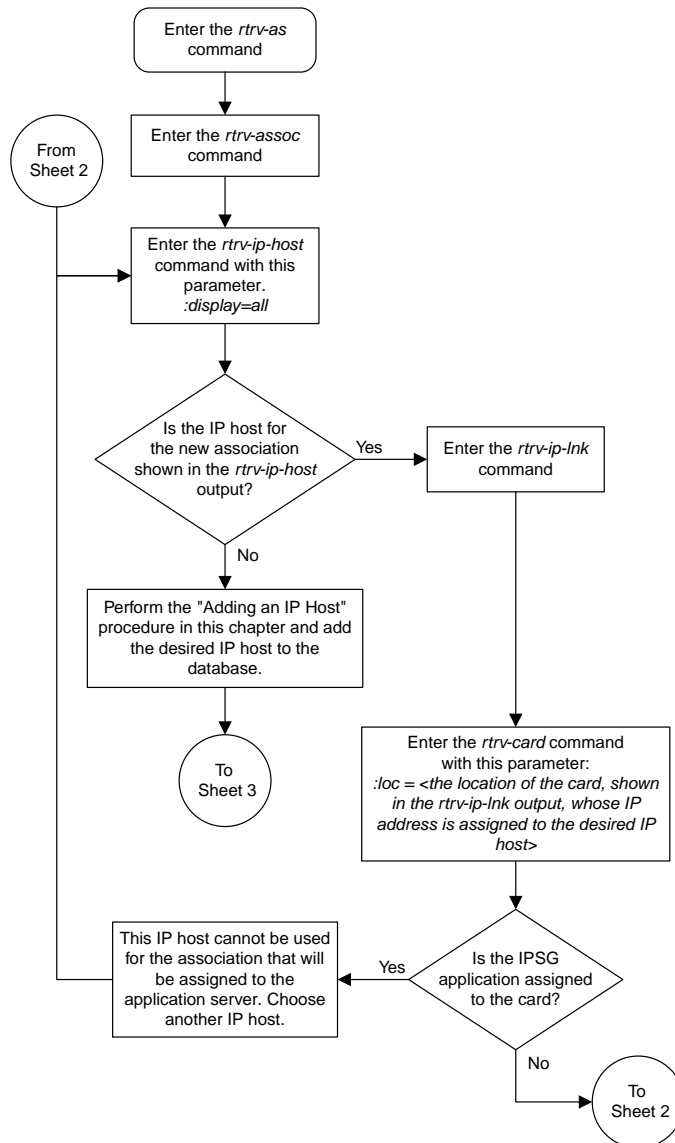 Enter the rtrv-as
command
Enter the rtrv-assoc
command
From
Sheet 2
Enter the rtrv-ip-host
command with this
parameter.
:display=all
Is the IP host for
the new association
shown in the rtrv-ip-host
output?
Yes
Enter the rtrv-ip-lnk
command
No
Perform the "Adding an IP Host"
procedure in this chapter and add
the desired IP host to the
database.
To
Sheet 3
Enter the rtrv-card command
with this parameter:
:loc = <the location of the card, shown
in the rtrv-ip-lnk output, whose IP
address is assigned to the desired IP
host>
This IP host cannot be used
for the association that will
be assigned to the
application server. Choose
another IP host.
Yes
Is the IPSG
application assigned
to the card?
No
To
Sheet 2